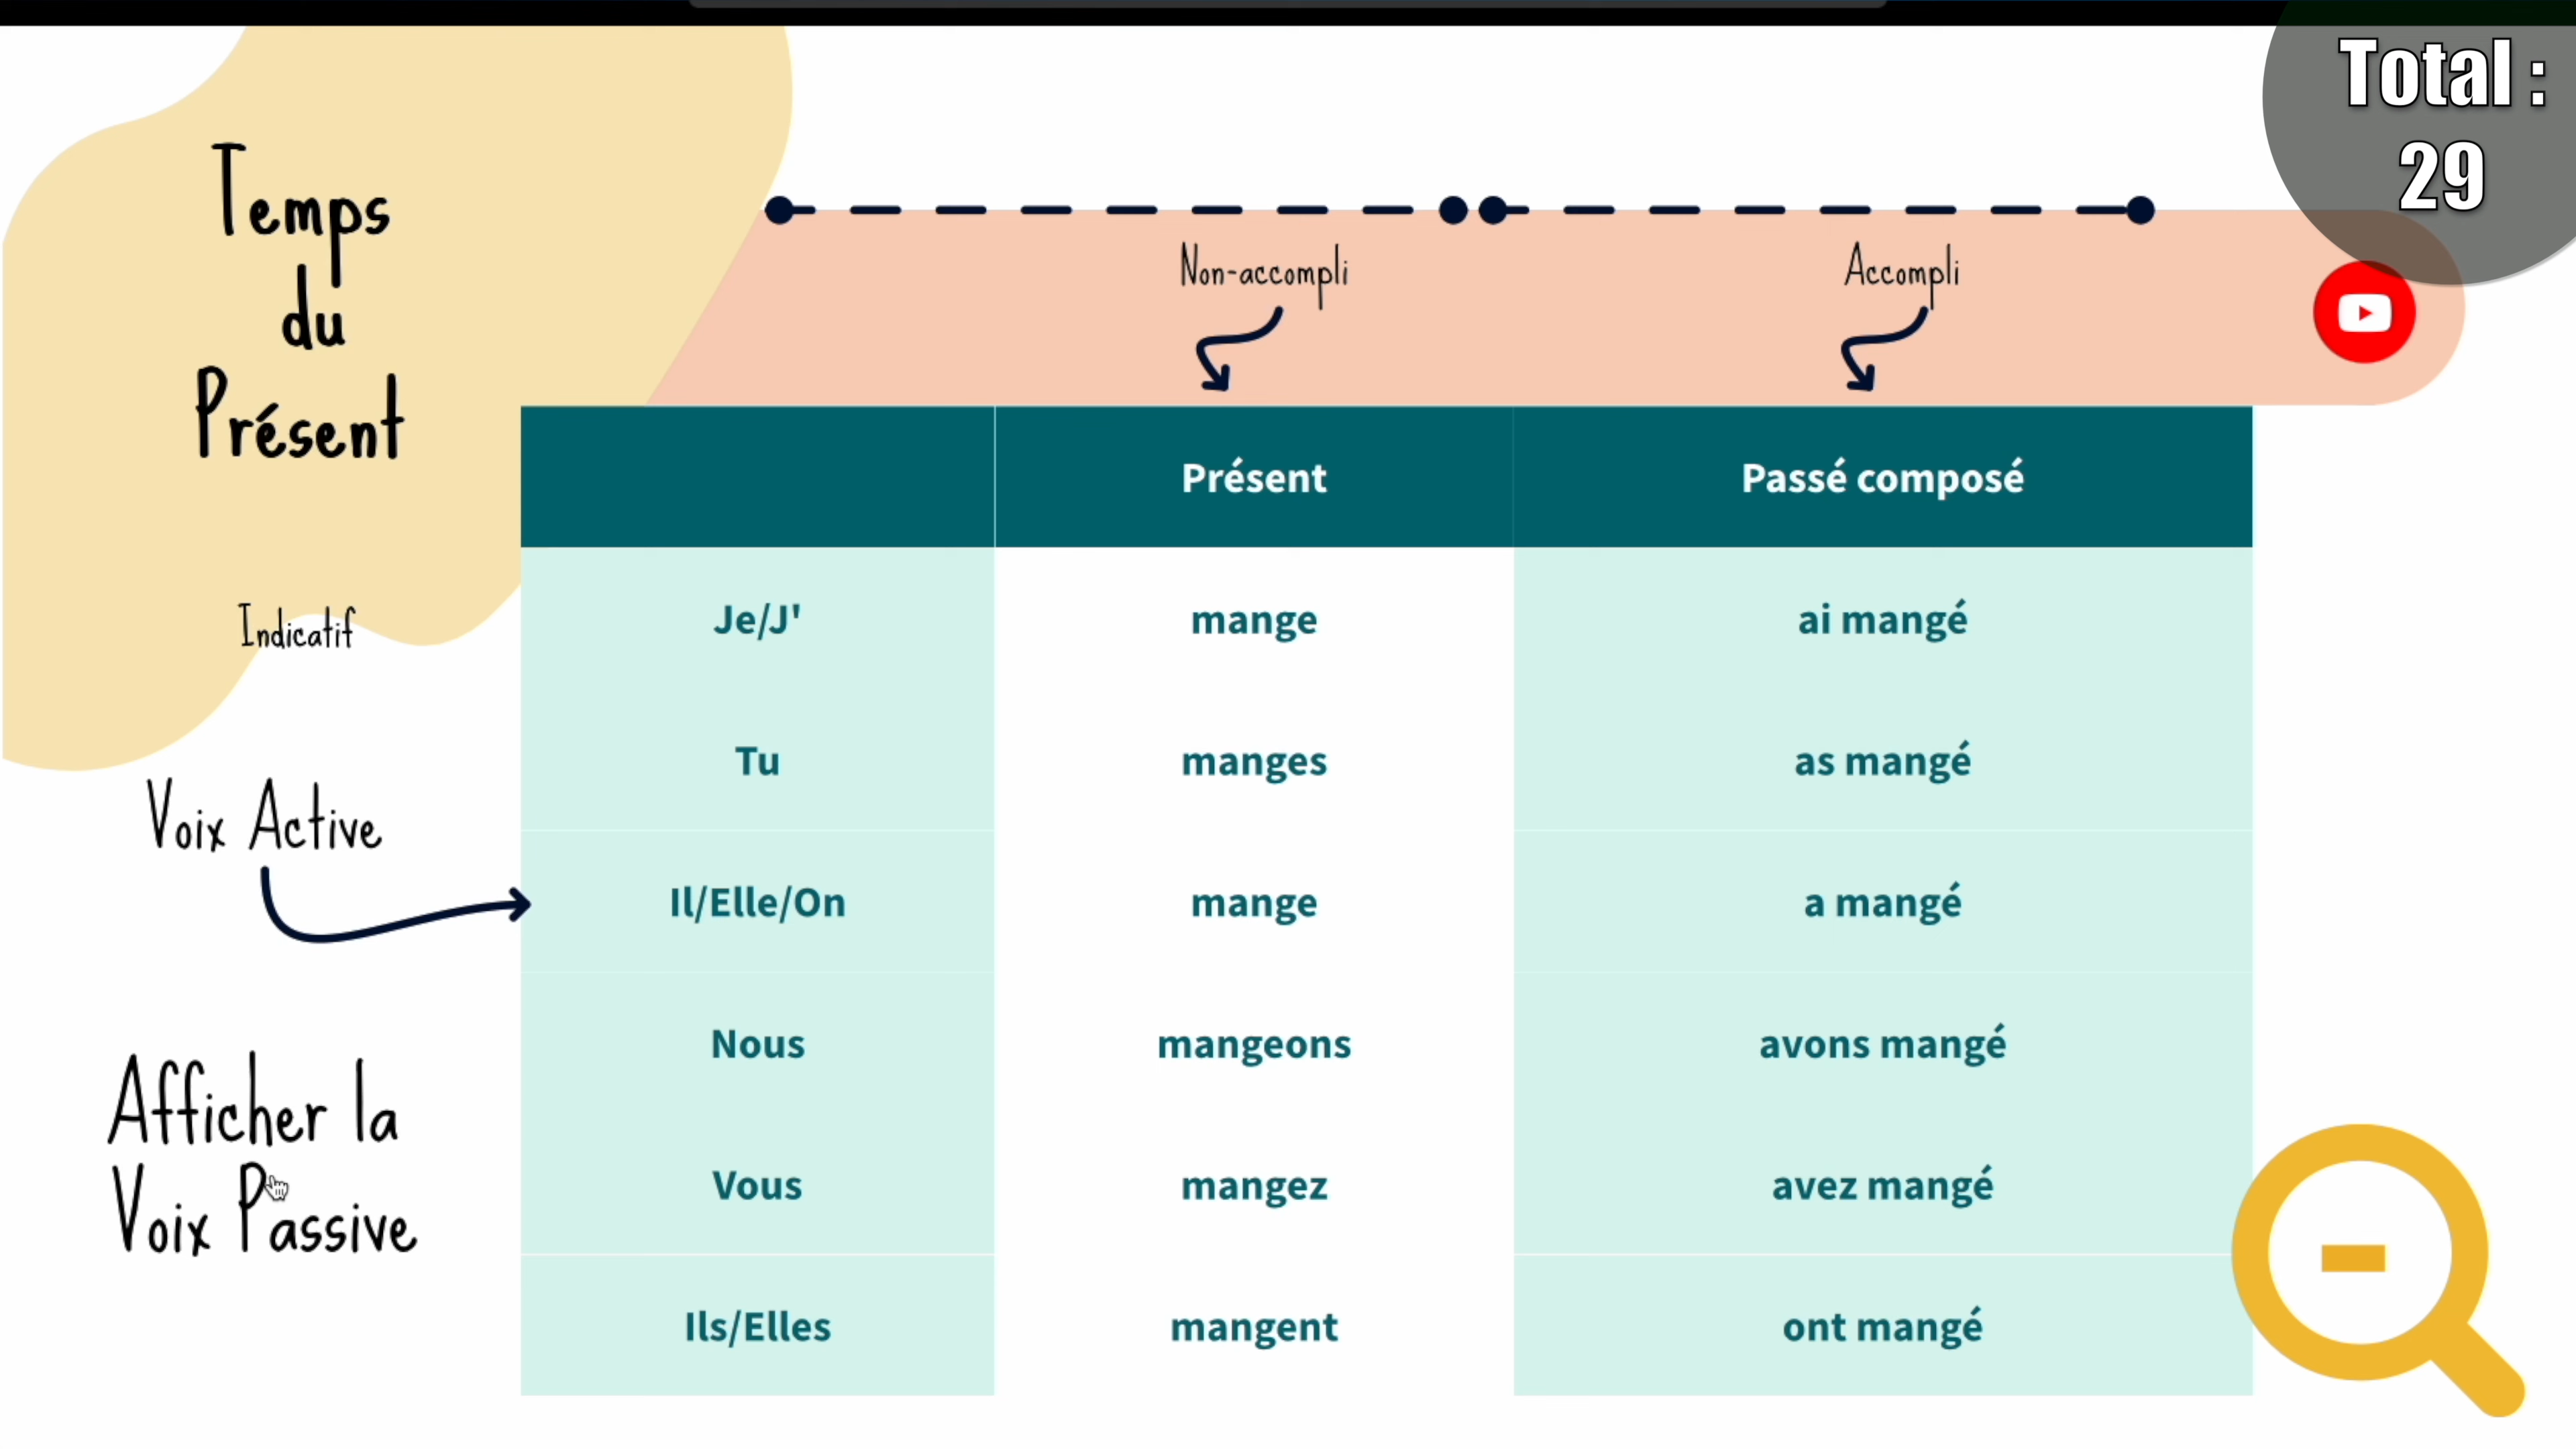 Total :
29
Temps
du
Présent
Non-accompli
Accompli
Présent
Passé composé
Indicatif
Je/J'
mange
ai mangé
Tu
manges
as mangé
Voix Active
Il/Elle/On
mange
a mangé
Nous
mangeons
avons mangé
Afficher la
Voix Passive
Vous
mangez
avez mangé
Ils/Elles
mangent
ont mangé